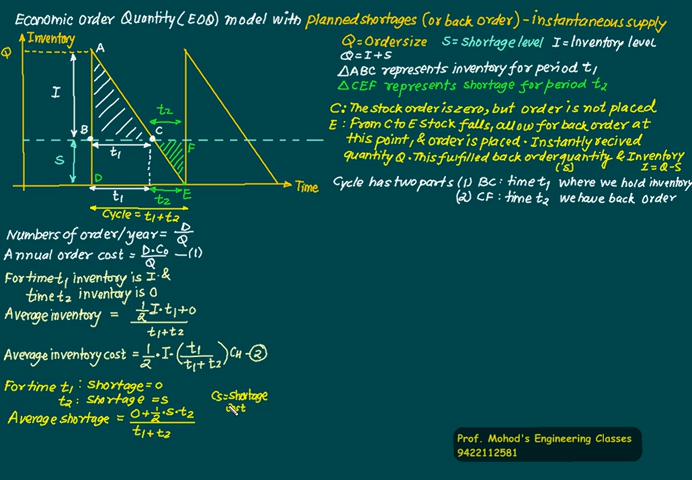 Economic order Quantity (EOQ) model with planned shortages (or back order) - instantaneous supply
Inventory
Q
A
I
B
C
t₂
t₁
S
F
D
t₁
t₂
E
Time
Cycle = t₁+t₂
Q = Order size S = Shortage level I = Inventory level
Q = I + S
△ABC represents inventory for period t₁
△CEF represents shortage for period t₂
C: The stock order is zero, but order is not placed
E: From C to E stock falls, allow for back order at
this point, & order is placed. Instantly recived
quantity Q. This fulfilled back order quantity & Inventory
(S) I = Q-S
Cycle has two parts (1) BC: time t₁ where we hold inventory
(2) CF: time t₂ we have back order
Numbers of order/year = D/Q
Annual order cost = D.C₀/Q —(1)
For time t₁ inventory is I. &
time t₂ inventory is 0
Average inventory = (1/2 I.t₁+0)/(t₁+t₂)
Average inventory cost = 1/2 . I. (t₁/(t₁+t₂)) CH -②
For time t₁: Shortage = 0
t₂: shortage = S
Average shortage = (0+1/2.S.t₂)/(t₁+t₂)
Cs = shortage
cost
Prof. Mohod's Engineering Classes
9422112581